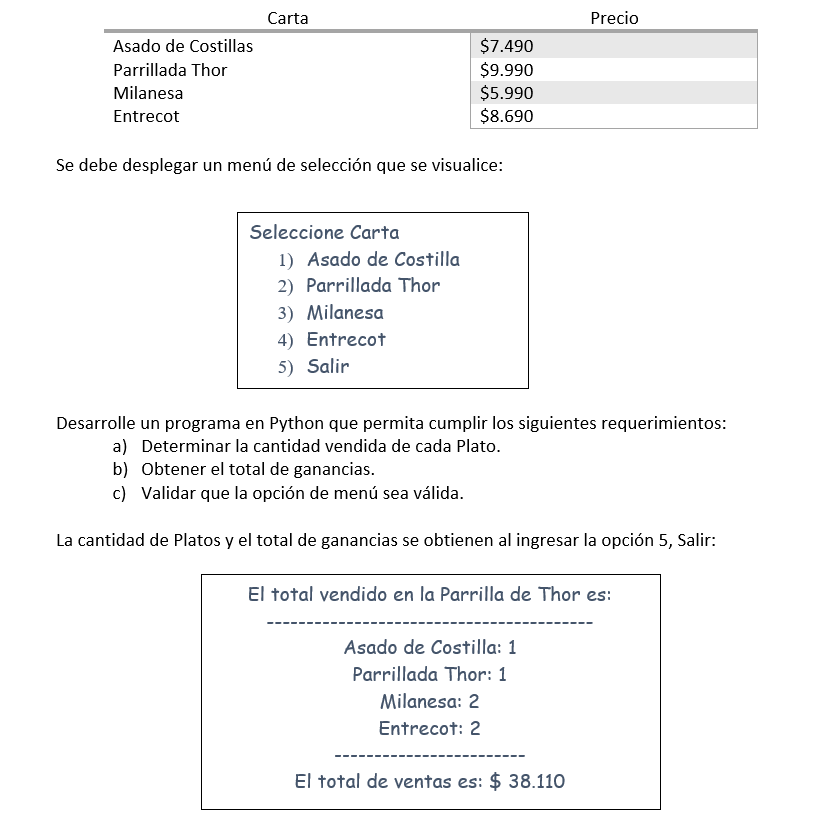 Carta Precio
Asado de Costillas $7.490
Parrillada Thor $9.990
Milanesa $5.990
Entrecot $8.690
Se debe desplegar un menú de selección que se visualice:
Seleccione Carta
1) Asado de Costilla
2) Parrillada Thor
3) Milanesa
4) Entrecot
5) Salir
Desarrolle un programa en Python que permita cumplir los siguientes requerimientos:
a) Determinar la cantidad vendida de cada Plato.
b) Obtener el total de ganancias.
c) Validar que la opción de menú sea válida.
La cantidad de Platos y el total de ganancias se obtienen al ingresar la opción 5, Salir:
El total vendido en la Parrilla de Thor es:
-----------------------------------------
Asado de Costilla: 1
Parrillada Thor: 1
Milanesa: 2
Entrecot: 2
------------------------
El total de ventas es: $ 38.110